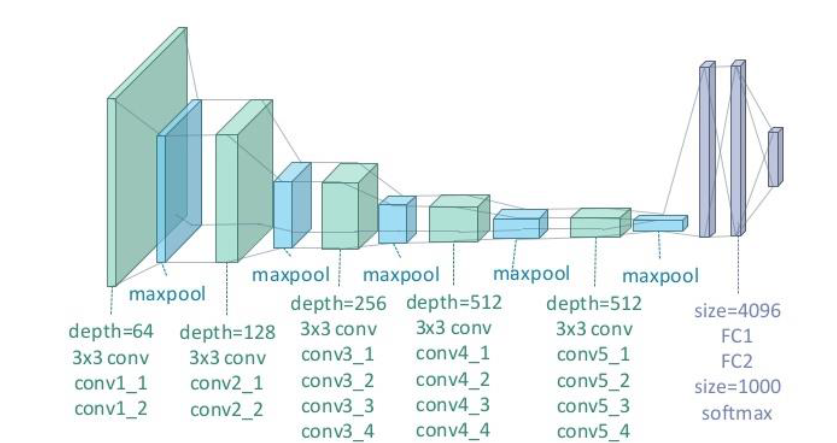 maxpool
maxpool
maxpool
maxpool
maxpool
depth=64
3x3 conv
conv1_1
conv1_2
depth=128
3x3 conv
conv2_1
conv2_2
depth=256
3x3 conv
conv3_1
conv3_2
conv3_3
conv3_4
depth=512
3x3 conv
conv4_1
conv4_2
conv4_3
conv4_4
depth=512
3x3 conv
conv5_1
conv5_2
conv5_3
conv5_4
size=4096
FC1
FC2
size=1000
softmax